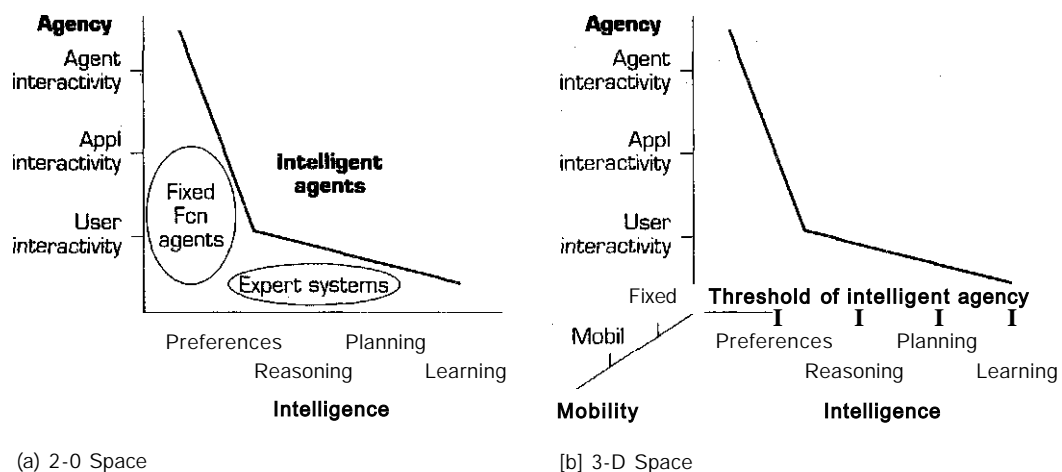 Agency
Agent
interactivity
Appl
interactivity
User
interactivity
Fixed
Fcn
agents
Intelligent
agents
Expert systems
Preferences
Planning
Reasoning
Learning
Intelligence
(a) 2-0 Space
Agency
Agent
interactivity
Appl
interactivity
User
interactivity
Fixed
Threshold of intelligent agency
I I I I
Mobil
Preferences
Planning
Reasoning
Learning
Mobility
Intelligence
[b] 3-D Space